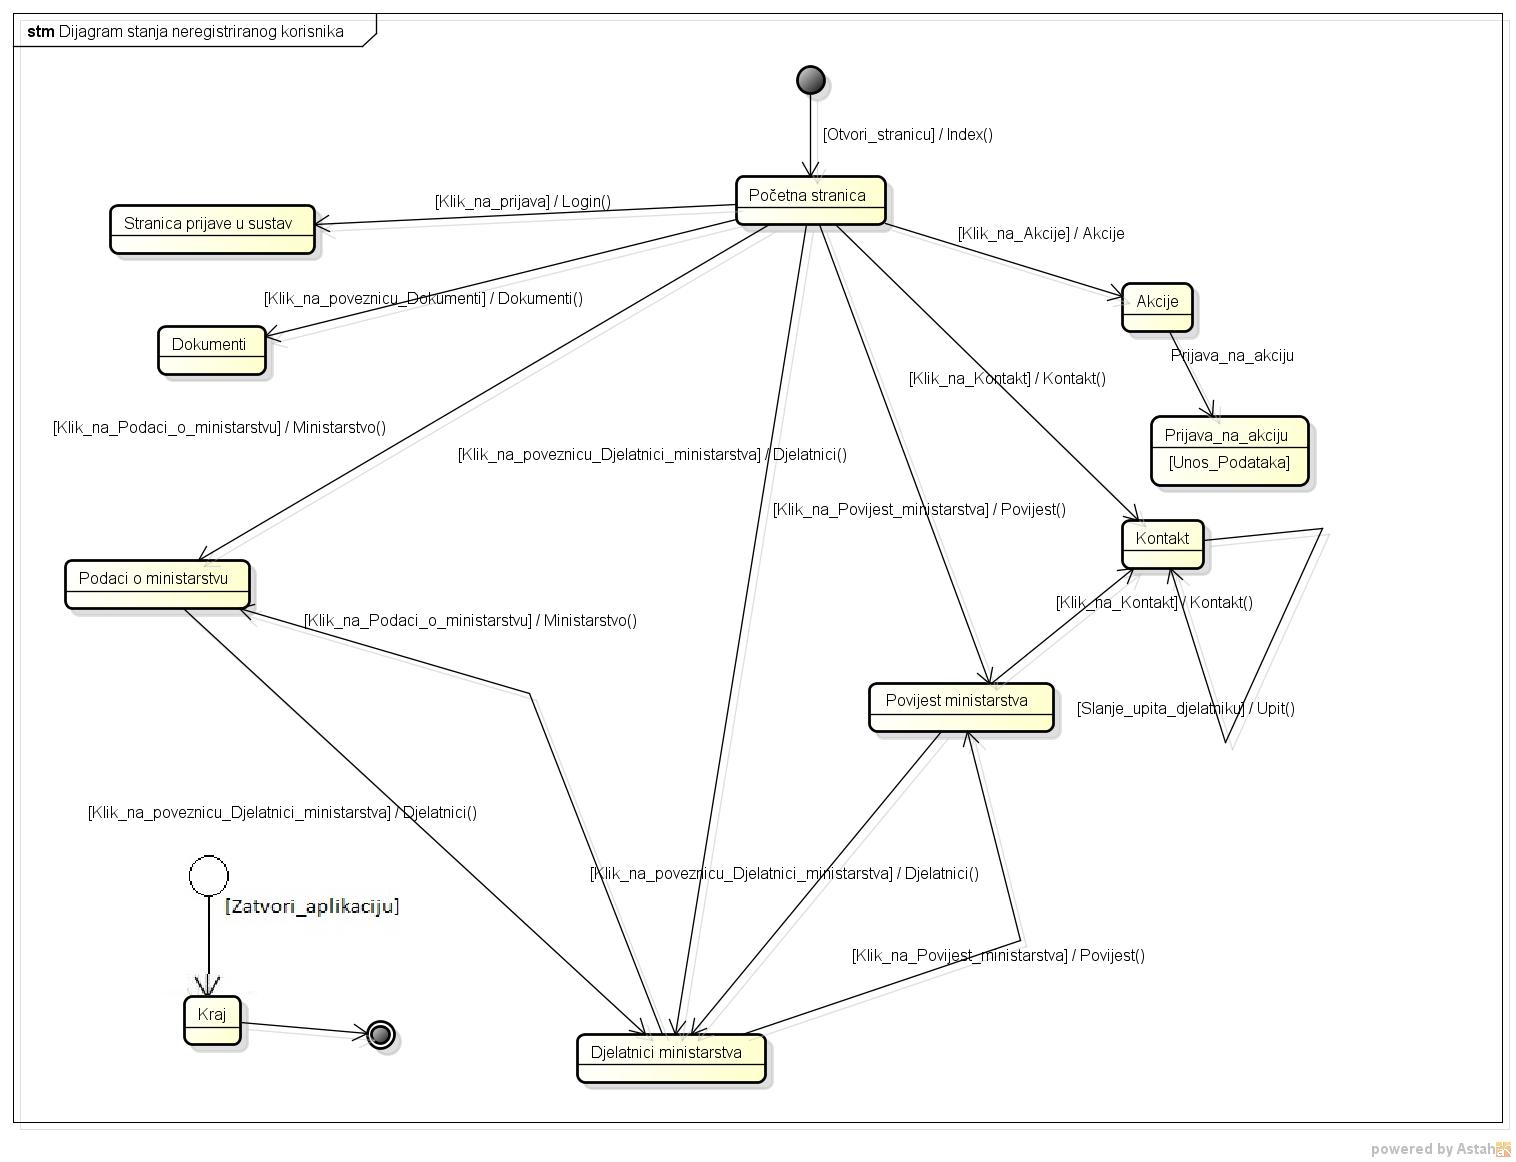 stm Dijagram stanja neregistriranog korisnika
[Otvori_stranicu] / Index()
Početna stranica
[Klik_na_prijava] / Login()
Stranica prijave u sustav
[Klik_na_Akcije] / Akcije
[Klik_na_poveznicu_Dokumenti] / Dokumenti()
Akcije
Dokumenti
Prijava_na_akciju
[Klik_na_Kontakt] / Kontakt()
[Klik_na_Podaci_o_ministarstvu] / Ministarstvo()
Prijava_na_akciju
[Unos_Podataka]
[Klik_na_poveznicu_Djelatnici_ministarstva] / Djelatnici()
[Klik_na_Povijest_ministarstva] / Povijest()
Kontakt
Podaci o ministarstvu
[Klik_na_Kontakt] / Kontakt()
[Klik_na_Podaci_o_ministarstvu] / Ministarstvo()
Povijest ministarstva
[Slanje_upita_djelatniku] / Upit()
[Klik_na_poveznicu_Djelatnici_ministarstva] / Djelatnici()
[Klik_na_poveznicu_Djelatnici_ministarstva] / Djelatnici()
[Zatvori_aplikaciju]
[Klik_na_Povijest_ministarstva] / Povijest()
Kraj
Djelatnici ministarstva
powered by Astah